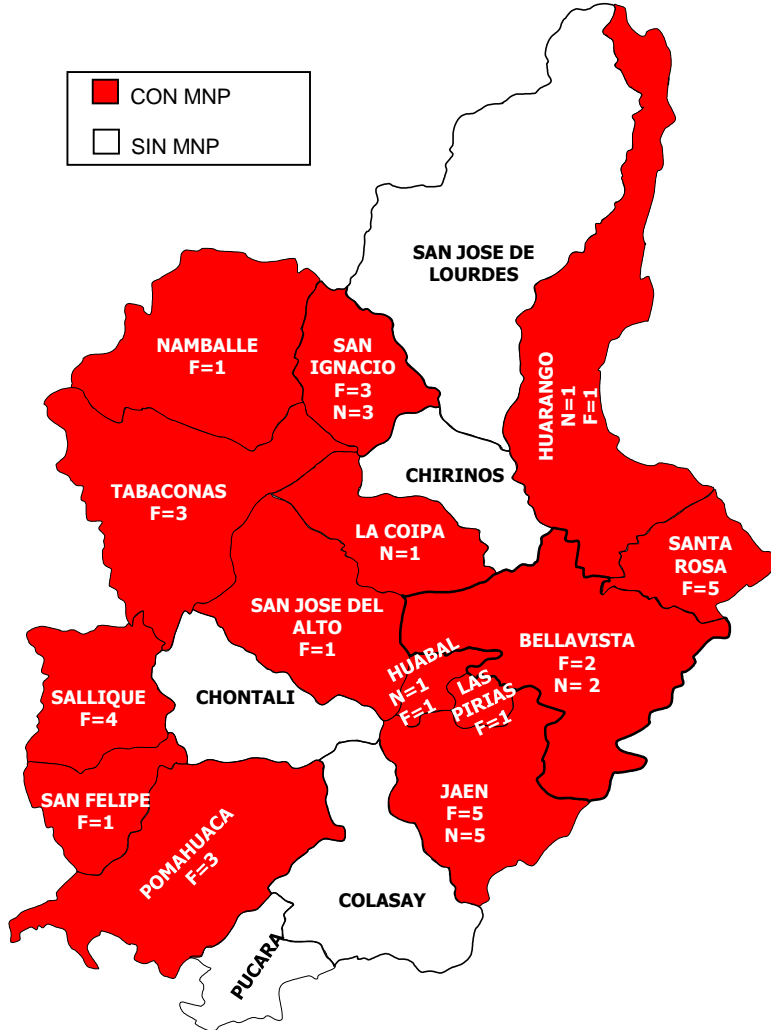 CON MNP
SIN MNP
SAN JOSE DE
LOURDES
NAMBALLE
F=1
SAN
IGNACIO
F=3
N=3
HUARANGO
N=1
F=1
CHIRINOS
TABACONAS
F=3
LA COIPA
N=1
SANTA
ROSA
F=5
SAN JOSE DEL
ALTO
F=1
BELLAVISTA
F=2
N= 2
HUABAL
N=1
F=1
LAS
PIRIAS
F=1
SALLIQUE
F=4
CHONTALI
SAN FELIPE
F=1
JAEN
F=5
N=5
POMAHUACA
F=3
COLASAY
PUCARA